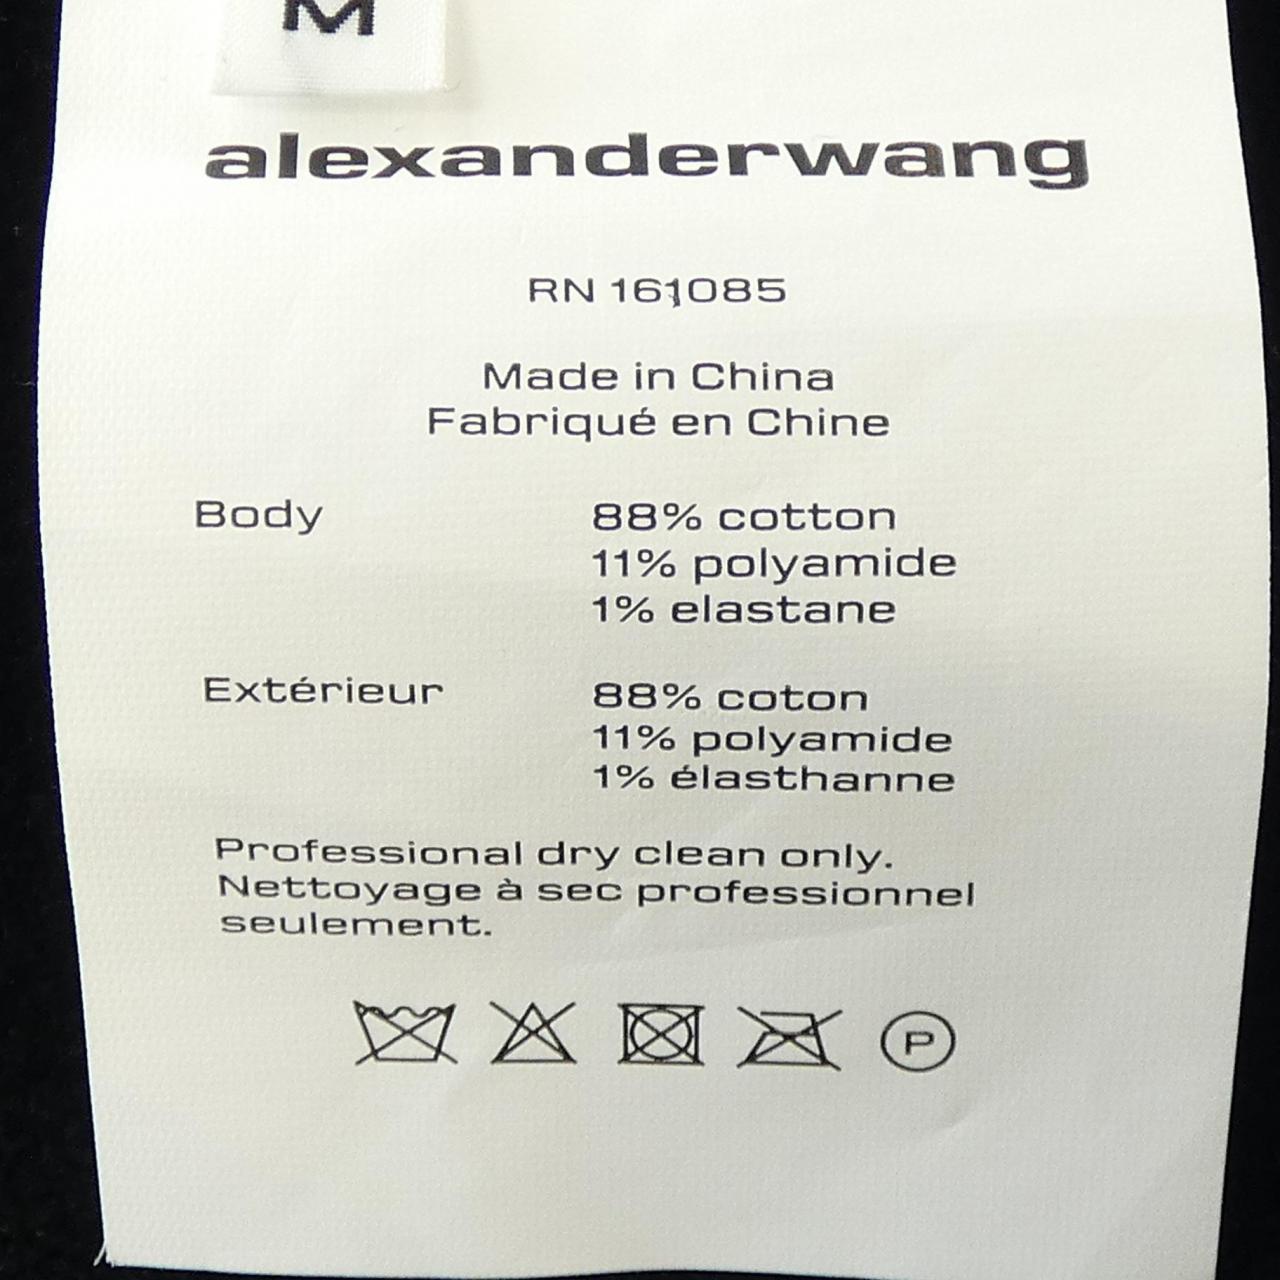 M
alexanderwang
RN 161085
Made in China
Fabriqué en Chine
Body 88% cotton
11% polyamide
1% elastane
Extérieur 88% coton
11% polyamide
1% élasthanne
Professional dry clean only.
Nettoyage à sec professionnel
seulement.
P